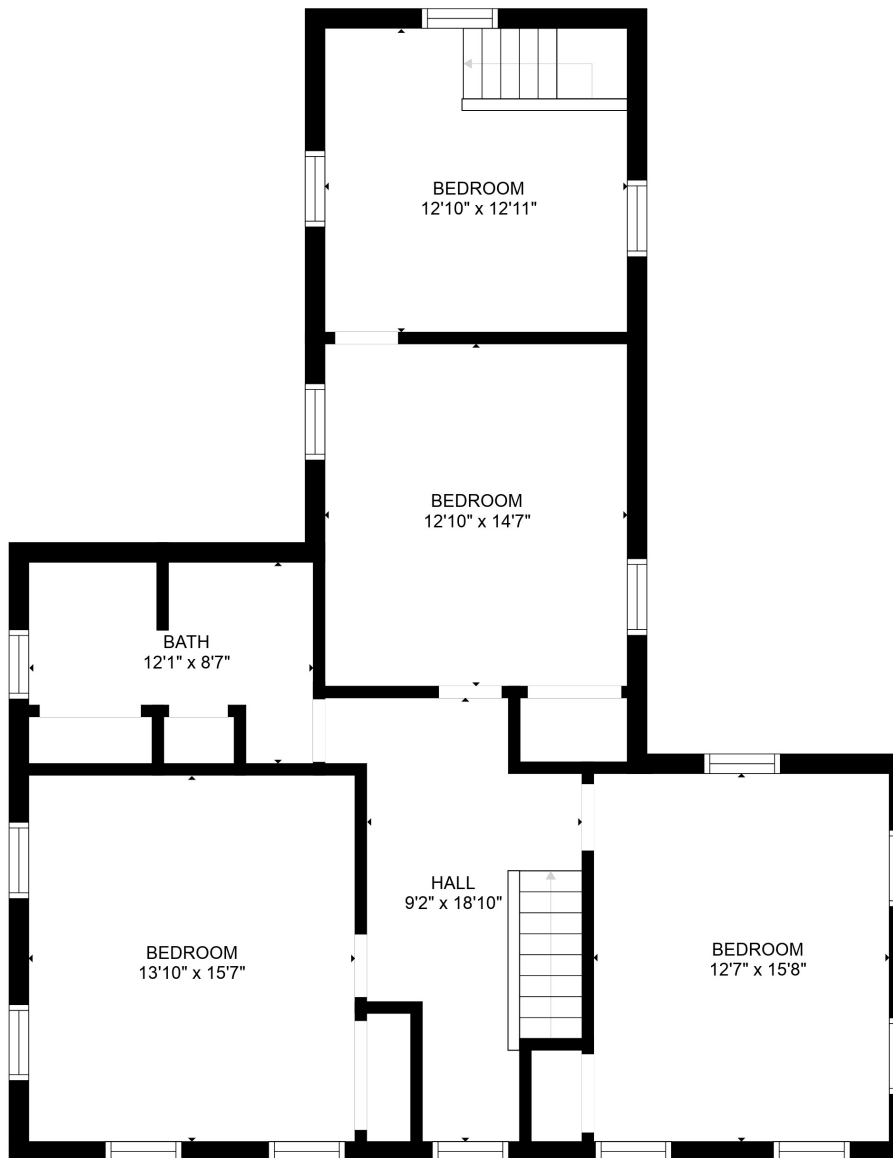 BEDROOM
12'10" x 12'11"
BEDROOM
12'10" x 14'7"
BATH
12'1" x 8'7"
HALL
9'2" x 18'10"
BEDROOM
13'10" x 15'7"
BEDROOM
12'7" x 15'8"